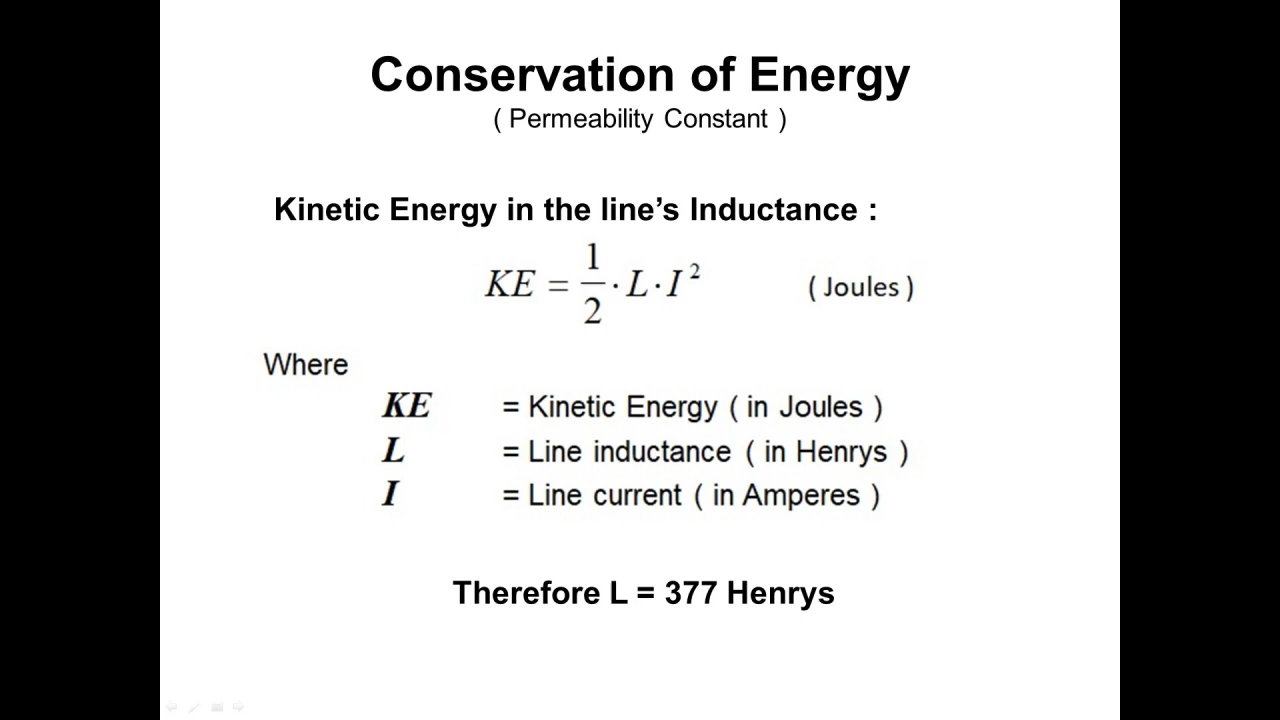 Conservation of Energy
( Permeability Constant )
Kinetic Energy in the line’s Inductance :
KE = 1/2 · L · I² ( Joules )
Where
KE = Kinetic Energy ( in Joules )
L = Line inductance ( in Henrys )
I = Line current ( in Amperes )
Therefore L = 377 Henrys